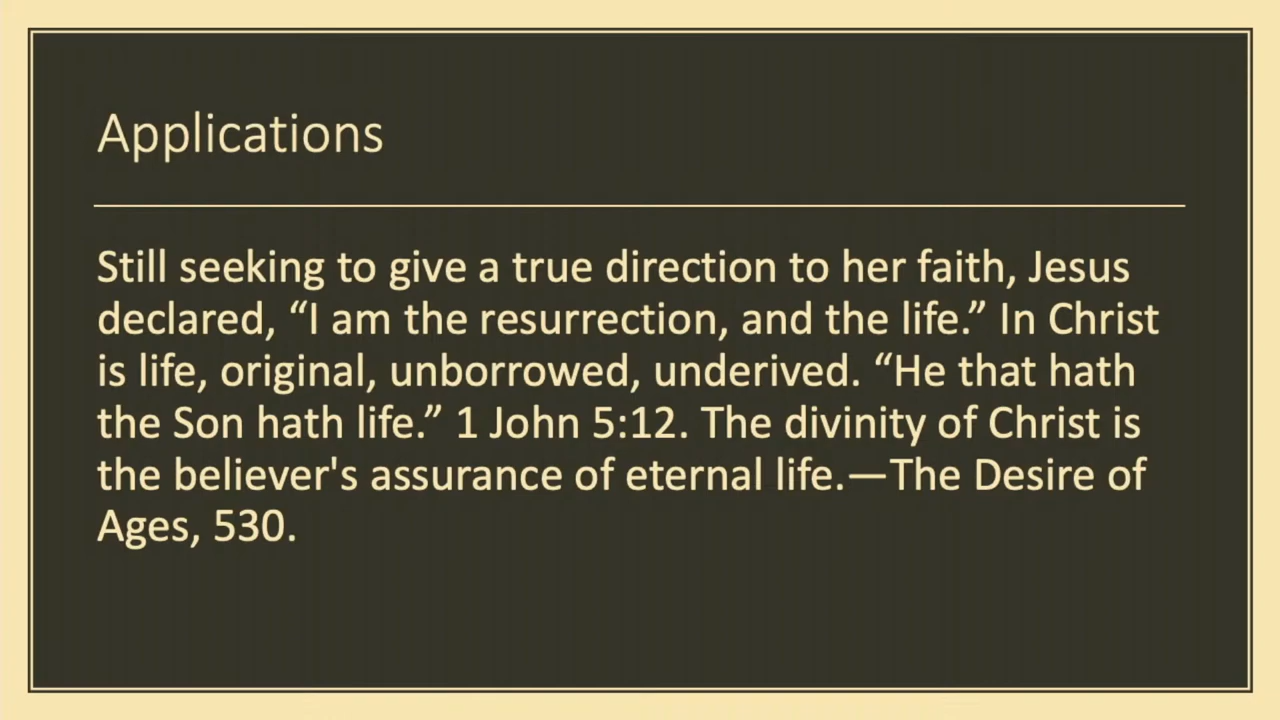 Applications
Still seeking to give a true direction to her faith, Jesus
declared, “I am the resurrection, and the life.” In Christ
is life, original, unborrowed, underived. “He that hath
the Son hath life.” 1 John 5:12. The divinity of Christ is
the believer's assurance of eternal life.—The Desire of
Ages, 530.